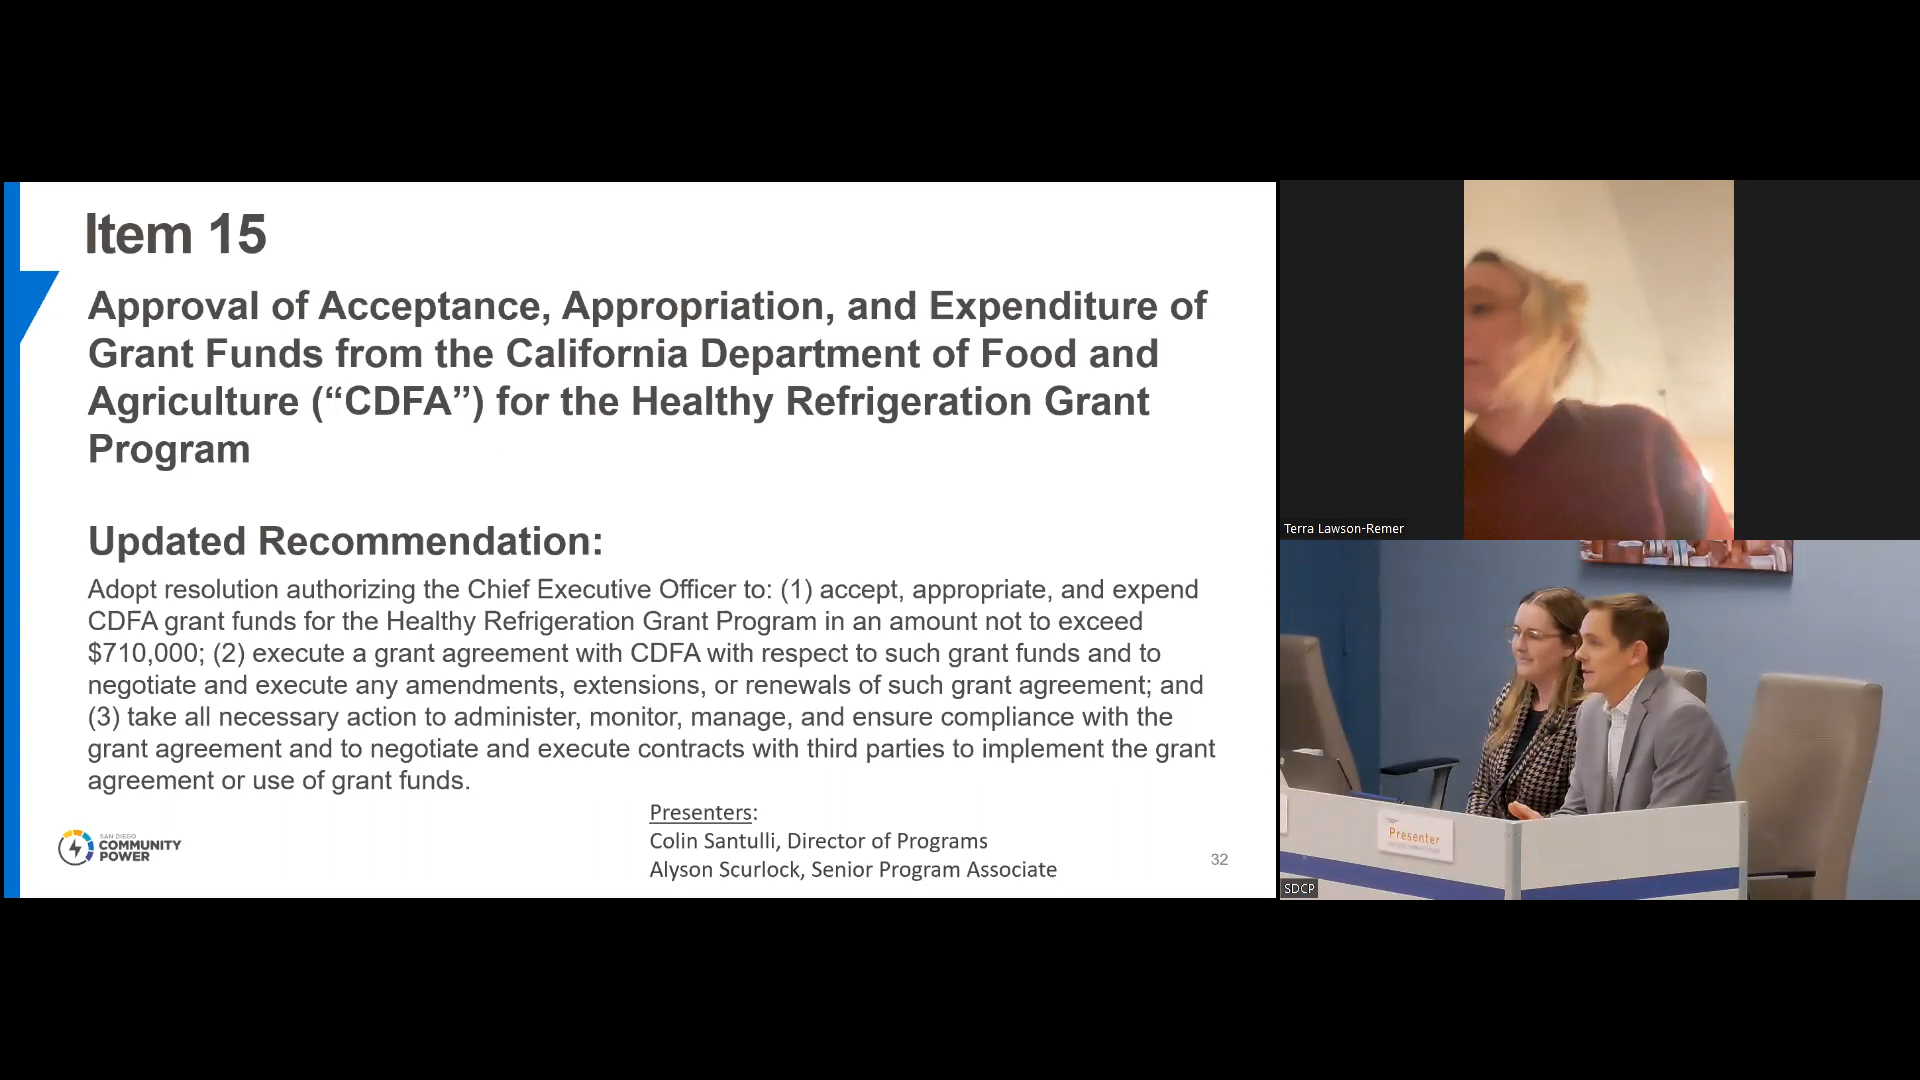 Item 15
Approval of Acceptance, Appropriation, and Expenditure of
Grant Funds from the California Department of Food and
Agriculture (“CDFA”) for the Healthy Refrigeration Grant
Program
Updated Recommendation:
Adopt resolution authorizing the Chief Executive Officer to: (1) accept, appropriate, and expend
CDFA grant funds for the Healthy Refrigeration Grant Program in an amount not to exceed
$710,000; (2) execute a grant agreement with CDFA with respect to such grant funds and to
negotiate and execute any amendments, extensions, or renewals of such grant agreement; and
(3) take all necessary action to administer, monitor, manage, and ensure compliance with the
grant agreement and to negotiate and execute contracts with third parties to implement the grant
agreement or use of grant funds.
Presenters:
Colin Santulli, Director of Programs
Alyson Scurlock, Senior Program Associate
SAN DIEGO
COMMUNITY
POWER
32
Terra Lawson-Remer
Presenter
SDCP